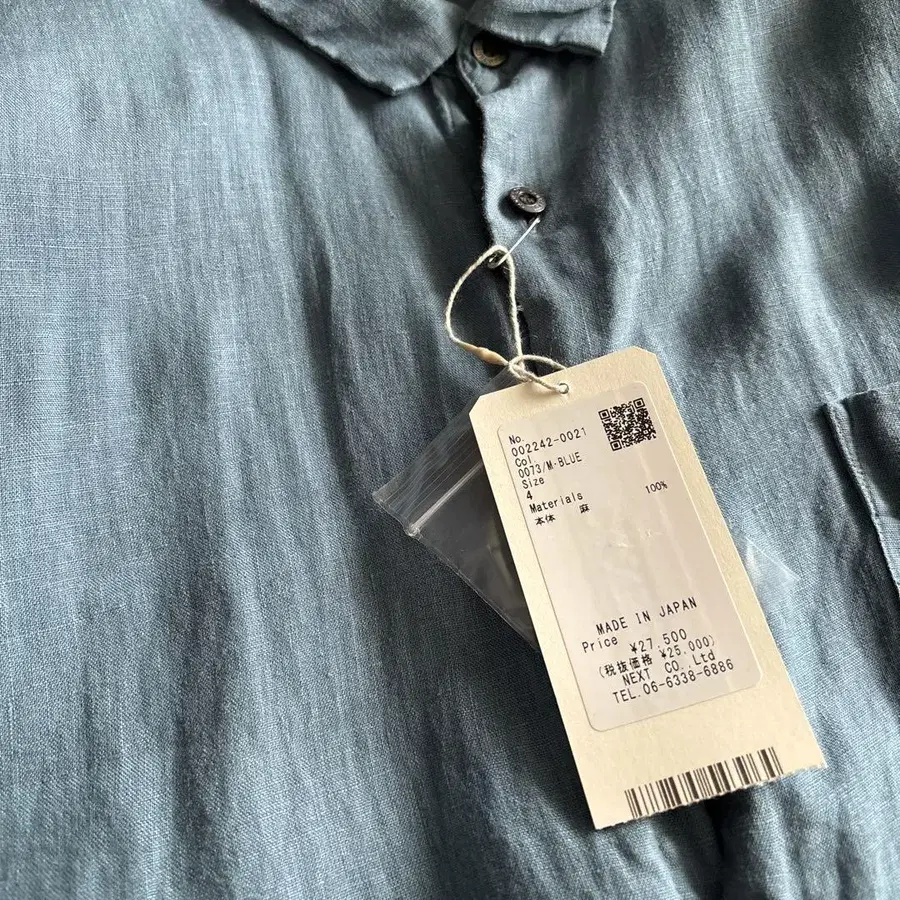 No.
002242-0021
Col.
0073/M-BLUE
Size
4
Materials
本体 麻 100%
MADE IN JAPAN
Price ¥27,500
(税抜価格 ¥25,000)
NEXT CO.,Ltd
TEL.06-6338-6886